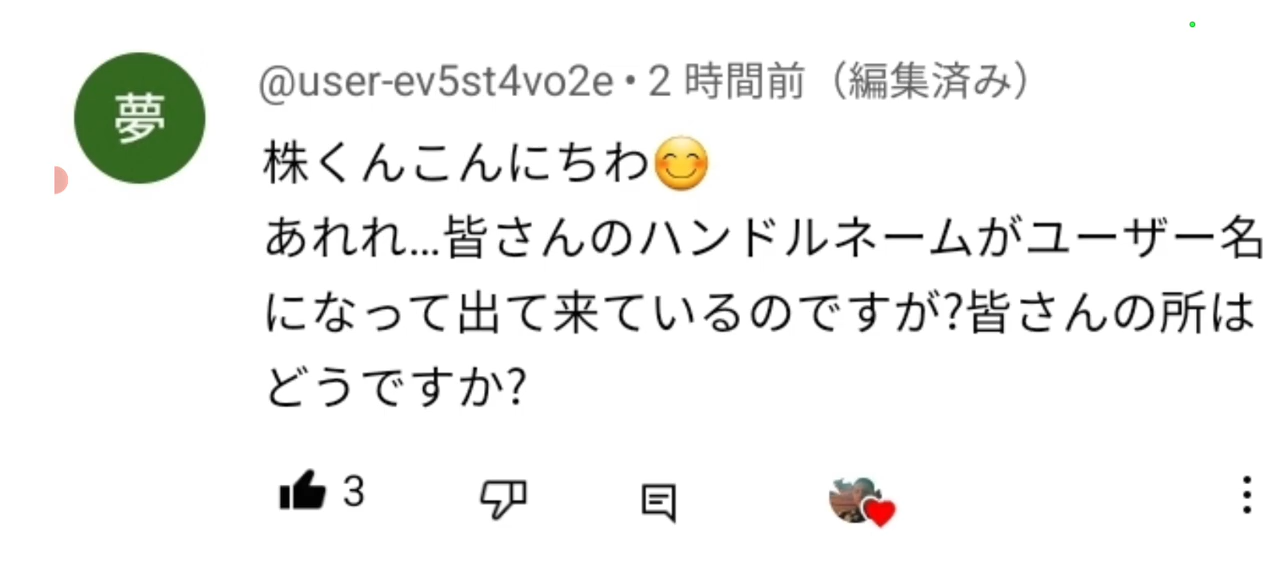 夢
@user-ev5st4vo2e • 2 時間前（編集済み）
株くんこんにちわ😊
あれれ...皆さんのハンドルネームがユーザー名
になって出て来ているのですが?皆さんの所は
どうですか?
3